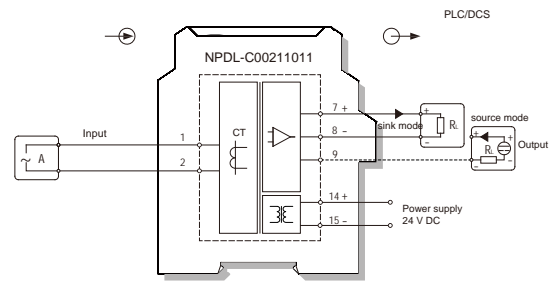 PLC/DCS
NPDL-C00211011
7 +
sink mode
8 −
RL
source mode
+
−
+
−
+
−
RL
Output
9
Input
1
2
CT
~ A
14 +
15 −
Power supply
24 V DC